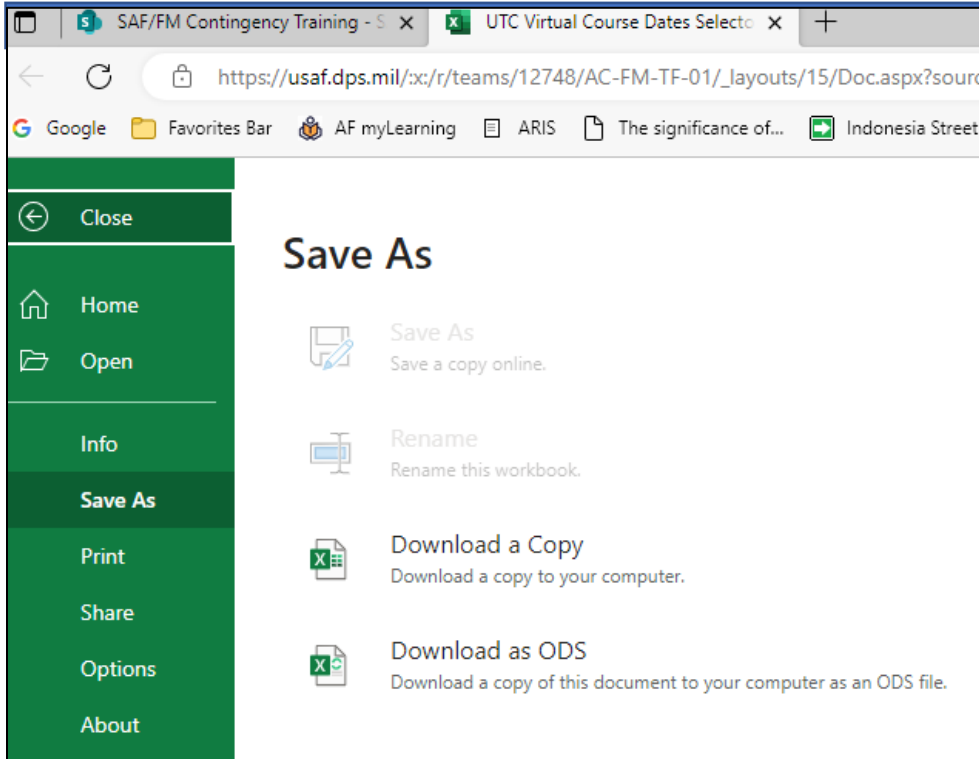 SAF/FM Contingency Training - S
UTC Virtual Course Dates Selecto
https://usaf.dps.mil/:x:/r/teams/12748/AC-FM-TF-01/_layouts/15/Doc.aspx?sourc
Google Favorites Bar AF myLearning ARIS The significance of... Indonesia Street
Close
Home
Open
Info
Save As
Print
Share
Options
About
Save As
Save As
Save a copy online.
Rename
Rename this workbook.
Download a Copy
Download a copy to your computer.
Download as ODS
Download a copy of this document to your computer as an ODS file.